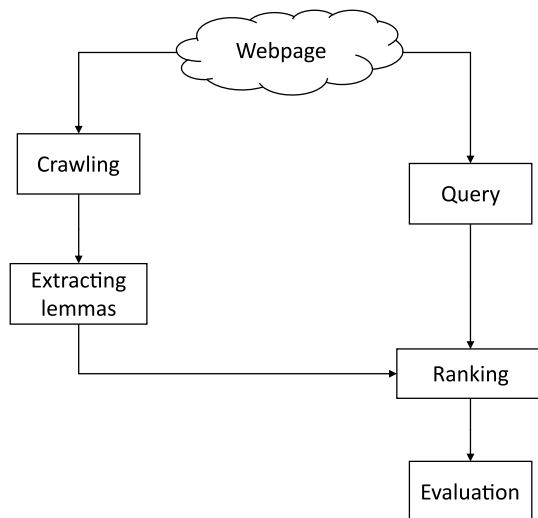 Webpage
Crawling
Query
Extracting
lemmas
Ranking
Evaluation